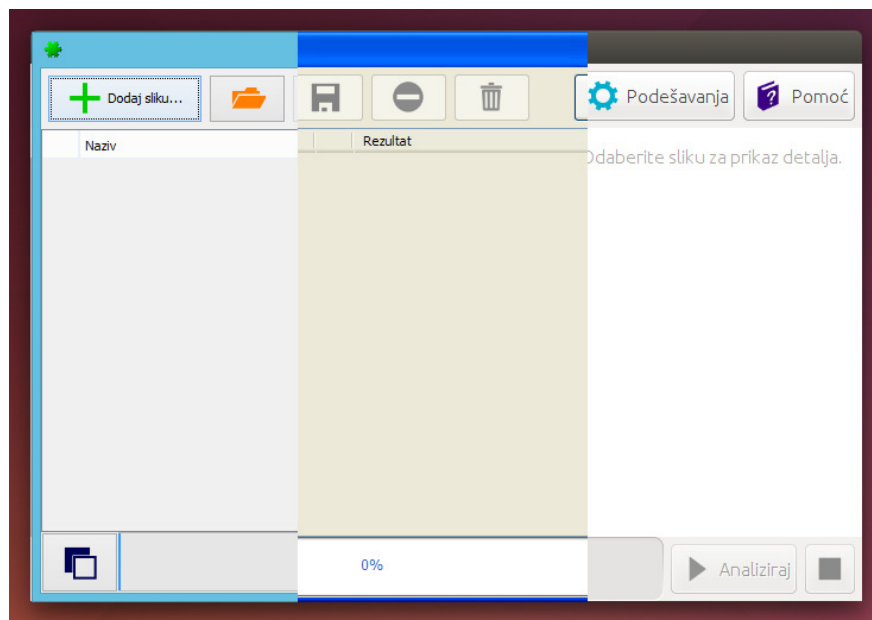 Dodaj sliku...
Podešavanja
? Pomoć
Naziv
Rezultat
Odaberite sliku za prikaz detalja.
0%
Analiziraj